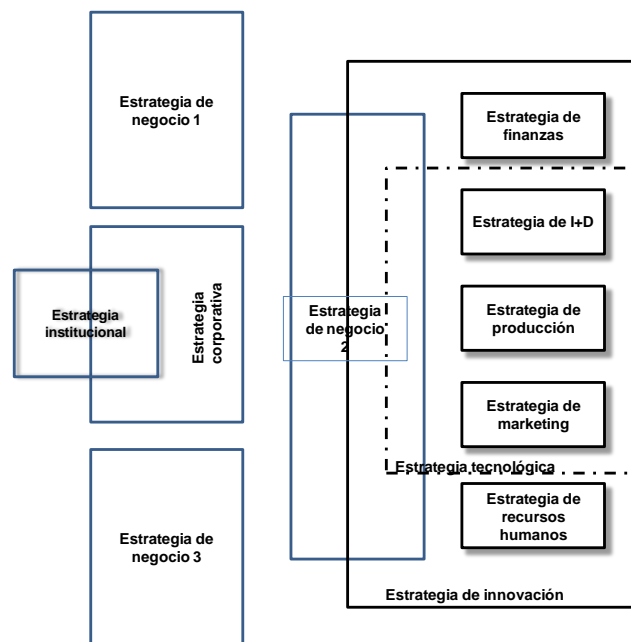 Estrategia de
negocio 1
Estrategia
institucional
Estrategia
corporativa
Estrategia de
negocio 3
Estrategia
de negocio
2
Estrategia de
finanzas
Estrategia de I+D
Estrategia de
producción
Estrategia de
marketing
Estrategia tecnológica
Estrategia de
recursos
humanos
Estrategia de innovación